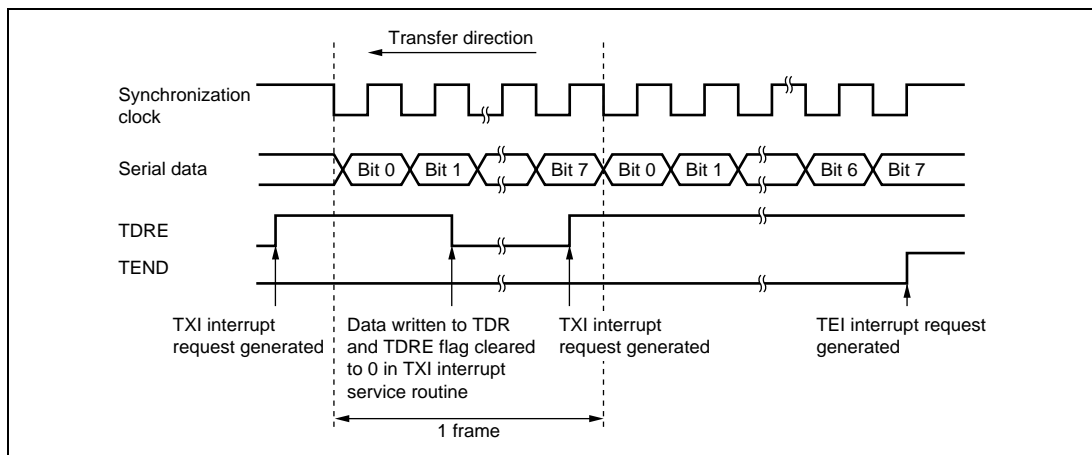 Transfer direction
Synchronization
clock
Serial data
Bit 0
Bit 1
Bit 7
Bit 0
Bit 1
Bit 6
Bit 7
TDRE
TEND
TXI interrupt
request generated
Data written to TDR
and TDRE flag cleared
to 0 in TXI interrupt
service routine
TXI interrupt
request generated
TEI interrupt request
generated
1 frame